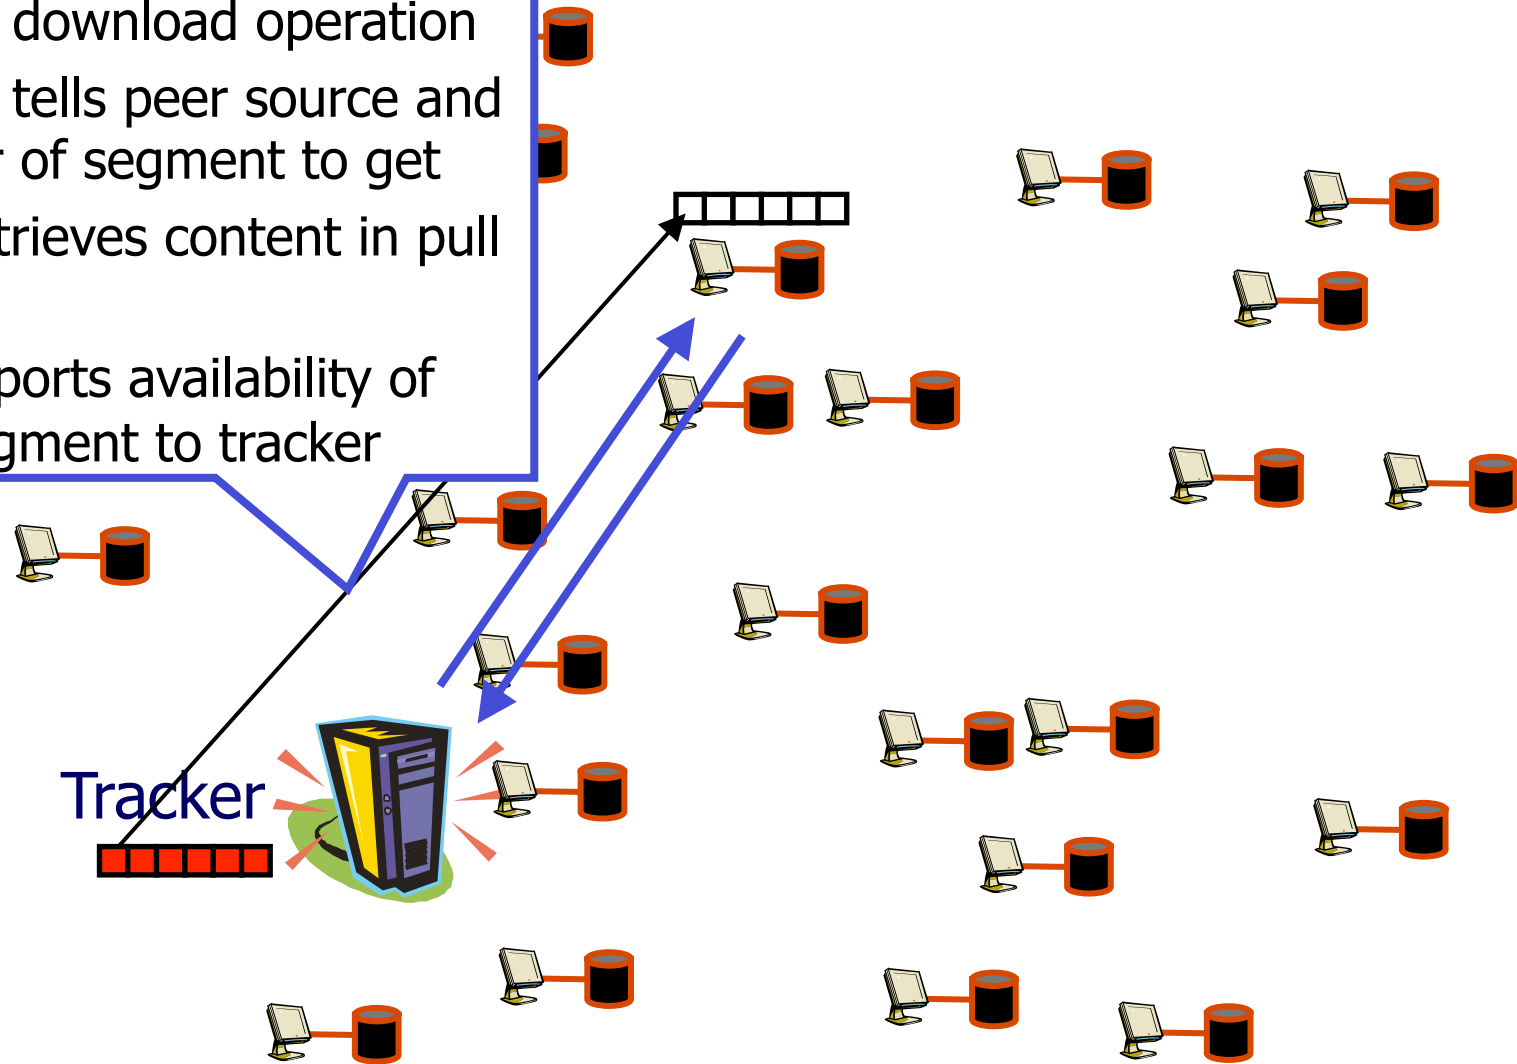 download operation
tells peer source and
of segment to get
trieves content in pull
ports availability of
gment to tracker
Tracker